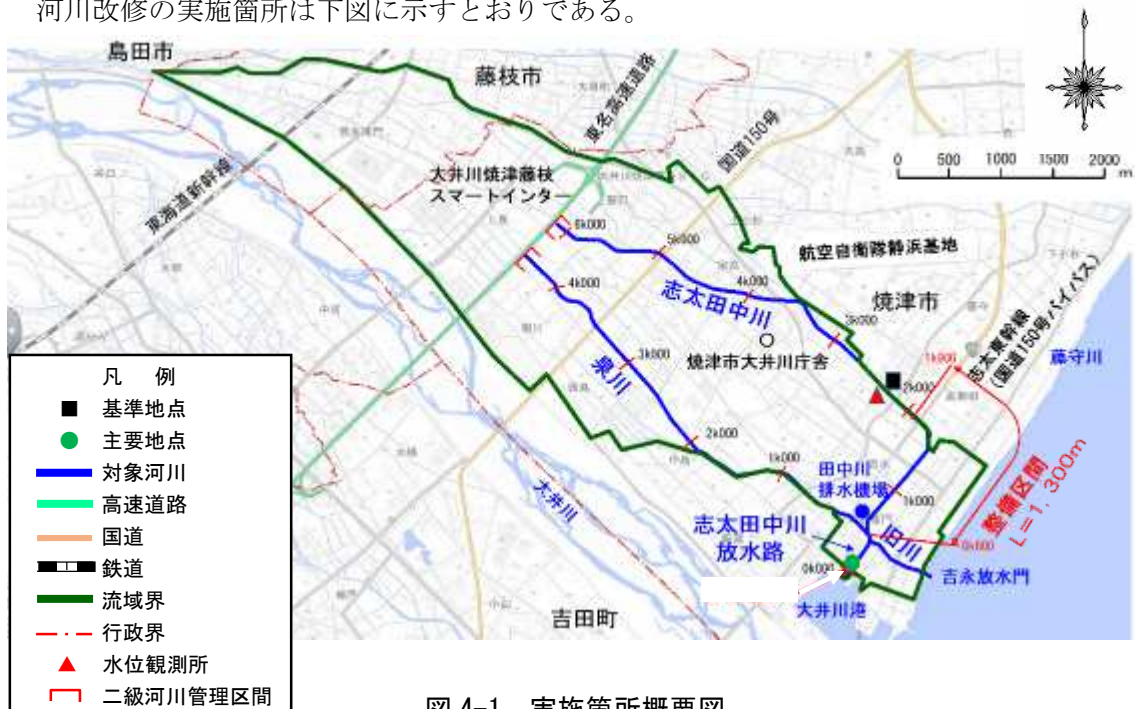 河川改修の実施箇所は下図に示すとおりである。
島田市
藤枝市
東名高速道路
国道150号
0 500 1000 1500 2000
m
大井川焼津藤枝
スマートインター
東海道新幹線
6k000
5k000
4k000
航空自衛隊静浜基地
志太田中川
4k000
焼津市
3k000
志太東幹線
(国道150号バイパス)
藤守川
焼津市大井川庁舎
3k000
泉川
2k000
2k000
1k000
田中川
排水機場
1k000
整備区間
L=1,300m
志太田中川
放水路
旧川
大井川
0k000
吉永放水門
大井川港
吉田町
凡 例
基準地点
主要地点
対象河川
高速道路
国道
鉄道
流域界
行政界
水位観測所
二級河川管理区間
図 4-1 実施箇所概要図